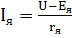 Iя = U−Eя / rя